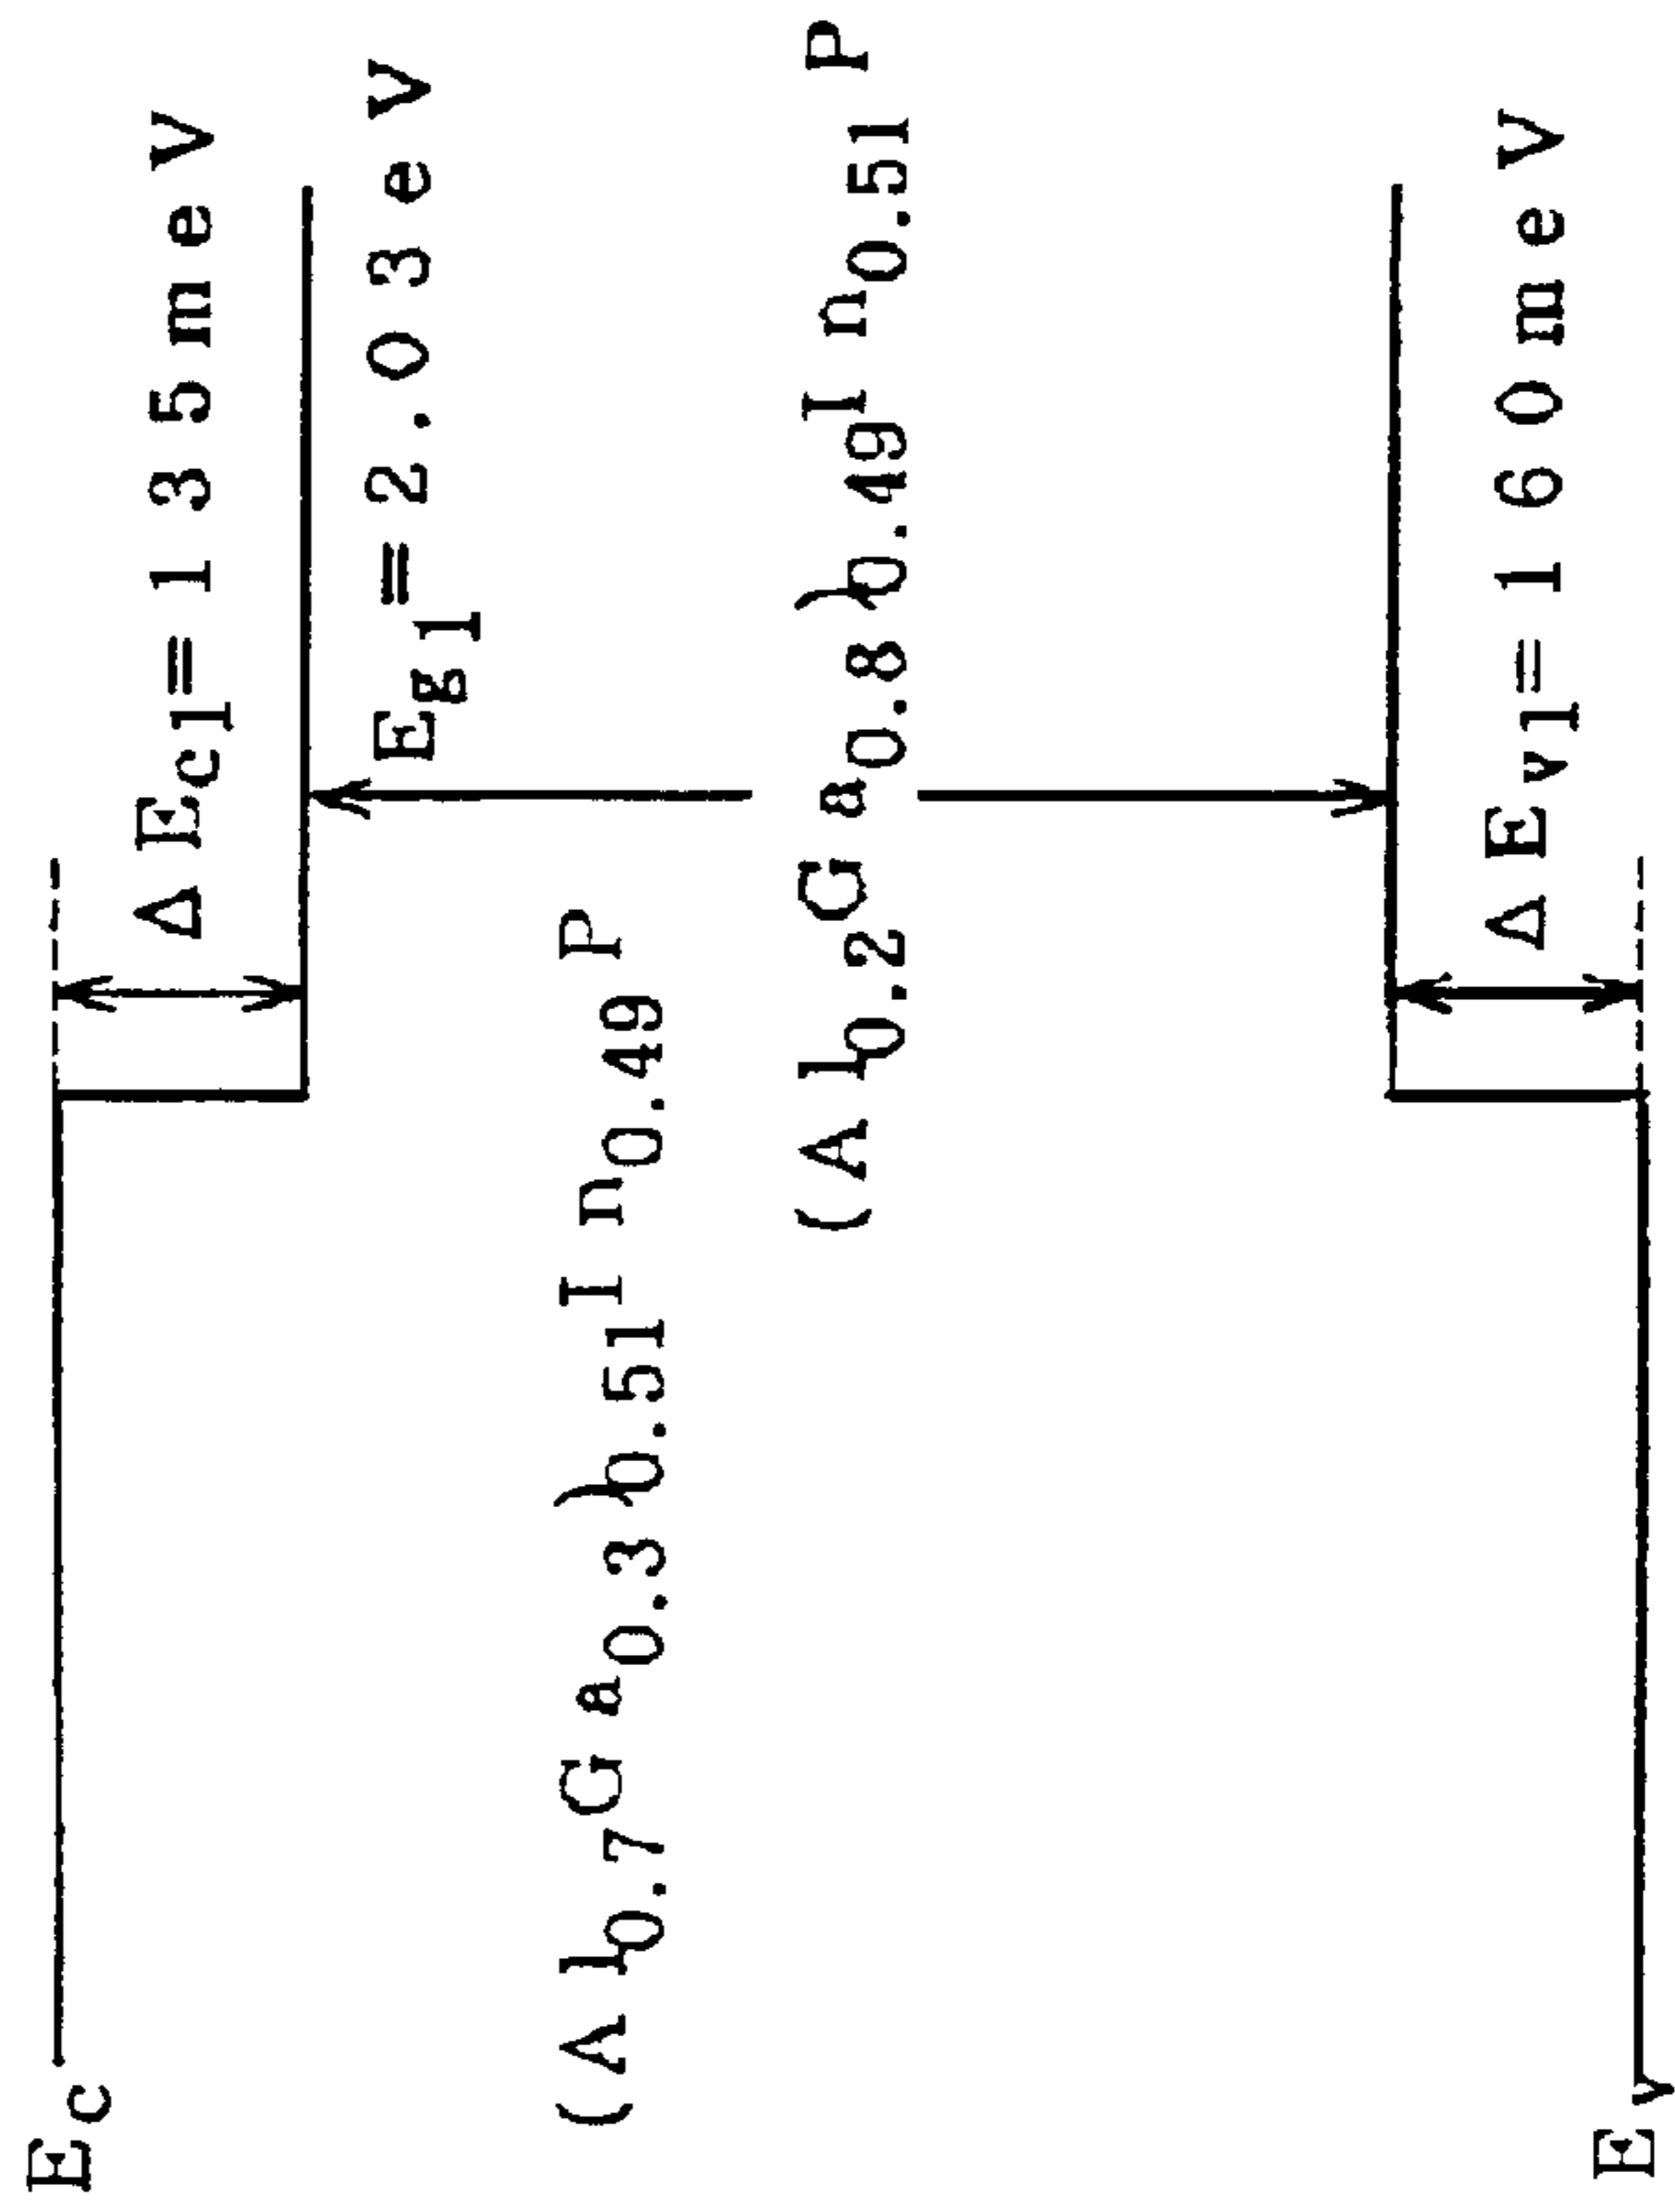 Ec
ΔEc1=135meV
Eg1=2.03eV
(Al0.7Ga0.3)0.51In0.49P
(Al0.2Ga0.8)0.49In0.51P
ΔEv1=160meV
Ev